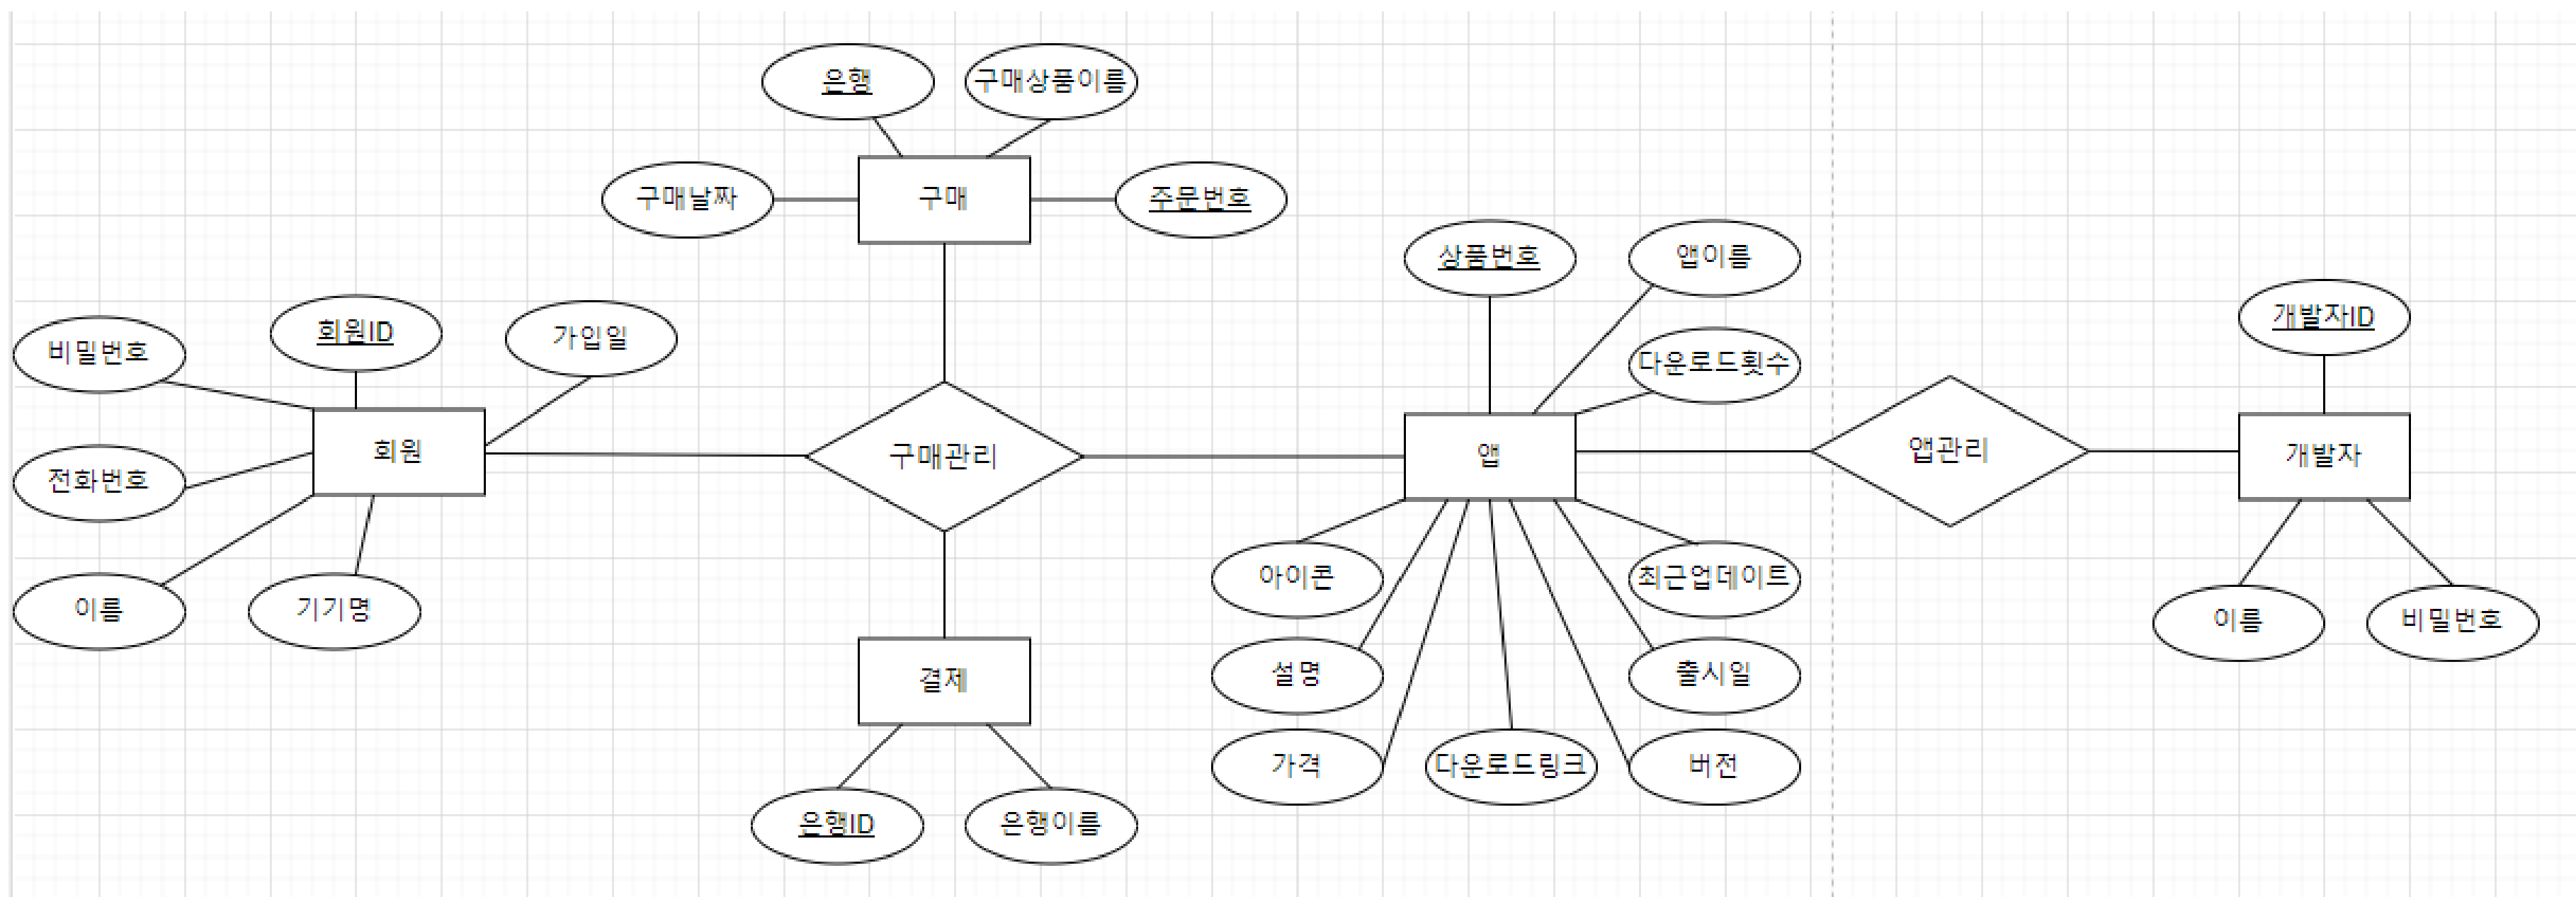 은행
구매상품이름
구매날짜
구매
주문번호
상품번호
앱이름
다운로드횟수
개발자ID
비밀번호
회원ID
가입일
회원
전화번호
이름
기기명
구매관리
앱
앱관리
개발자
아이콘
최근업데이트
설명
출시일
가격
다운로드링크
버전
이름
비밀번호
결제
은행ID
은행이름